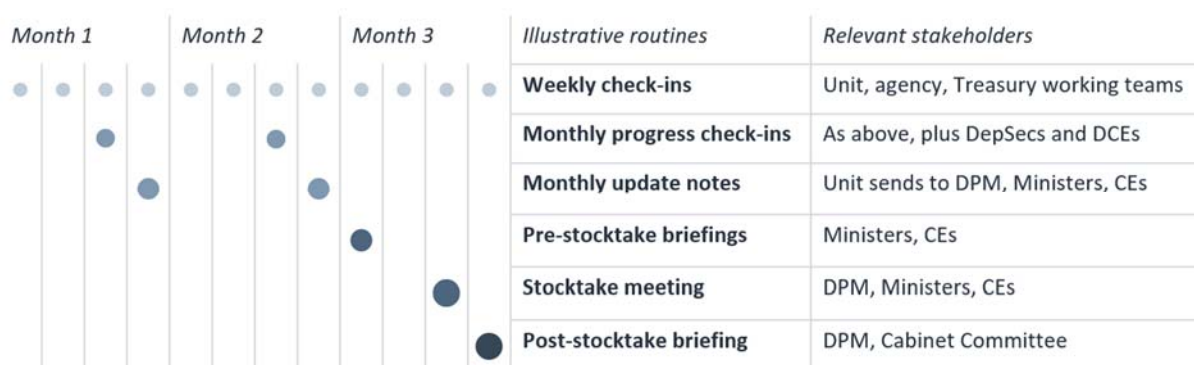 Month 1 Month 2 Month 3 Illustrative routines Relevant stakeholders
Weekly check-ins Unit, agency, Treasury working teams
Monthly progress check-ins As above, plus DepSecs and DCEs
Monthly update notes Unit sends to DPM, Ministers, CEs
Pre-stocktake briefings Ministers, CEs
Stocktake meeting DPM, Ministers, CEs
Post-stocktake briefing DPM, Cabinet Committee